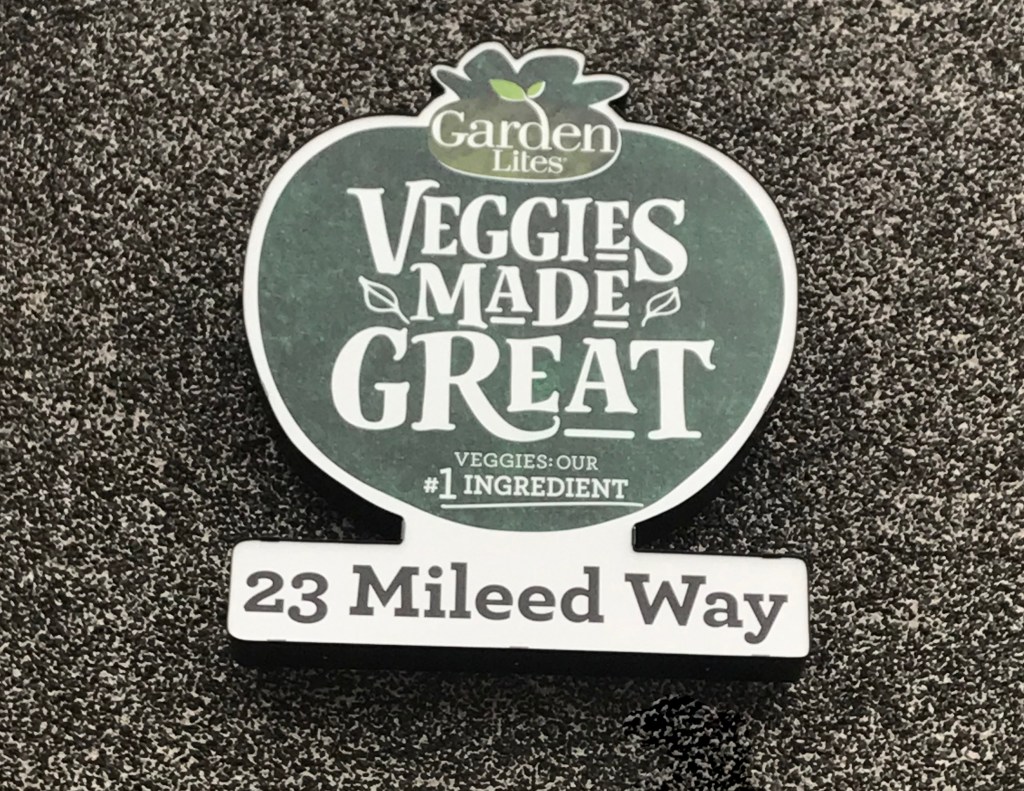 Garden
Lites
VEGGIES
MADE
GREAT
VEGGIES: OUR
#1 INGREDIENT
23 Mileed Way